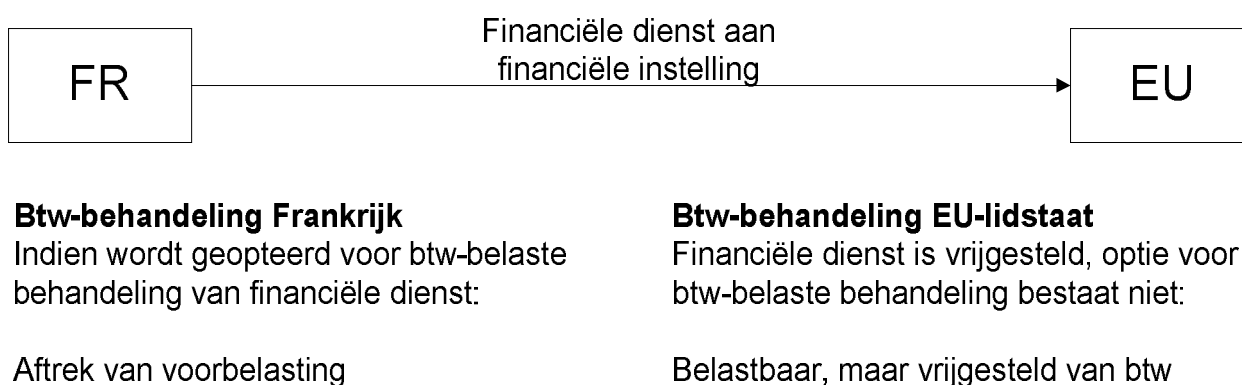 Financiële dienst aan
financiële instelling
FR
EU
Btw-behandeling Frankrijk
Indien wordt geopteerd voor btw-belaste
behandeling van financiële dienst:
Aftrek van voorbelasting
Btw-behandeling EU-lidstaat
Financiële dienst is vrijgesteld, optie voor
btw-belaste behandeling bestaat niet:
Belastbaar, maar vrijgesteld van btw